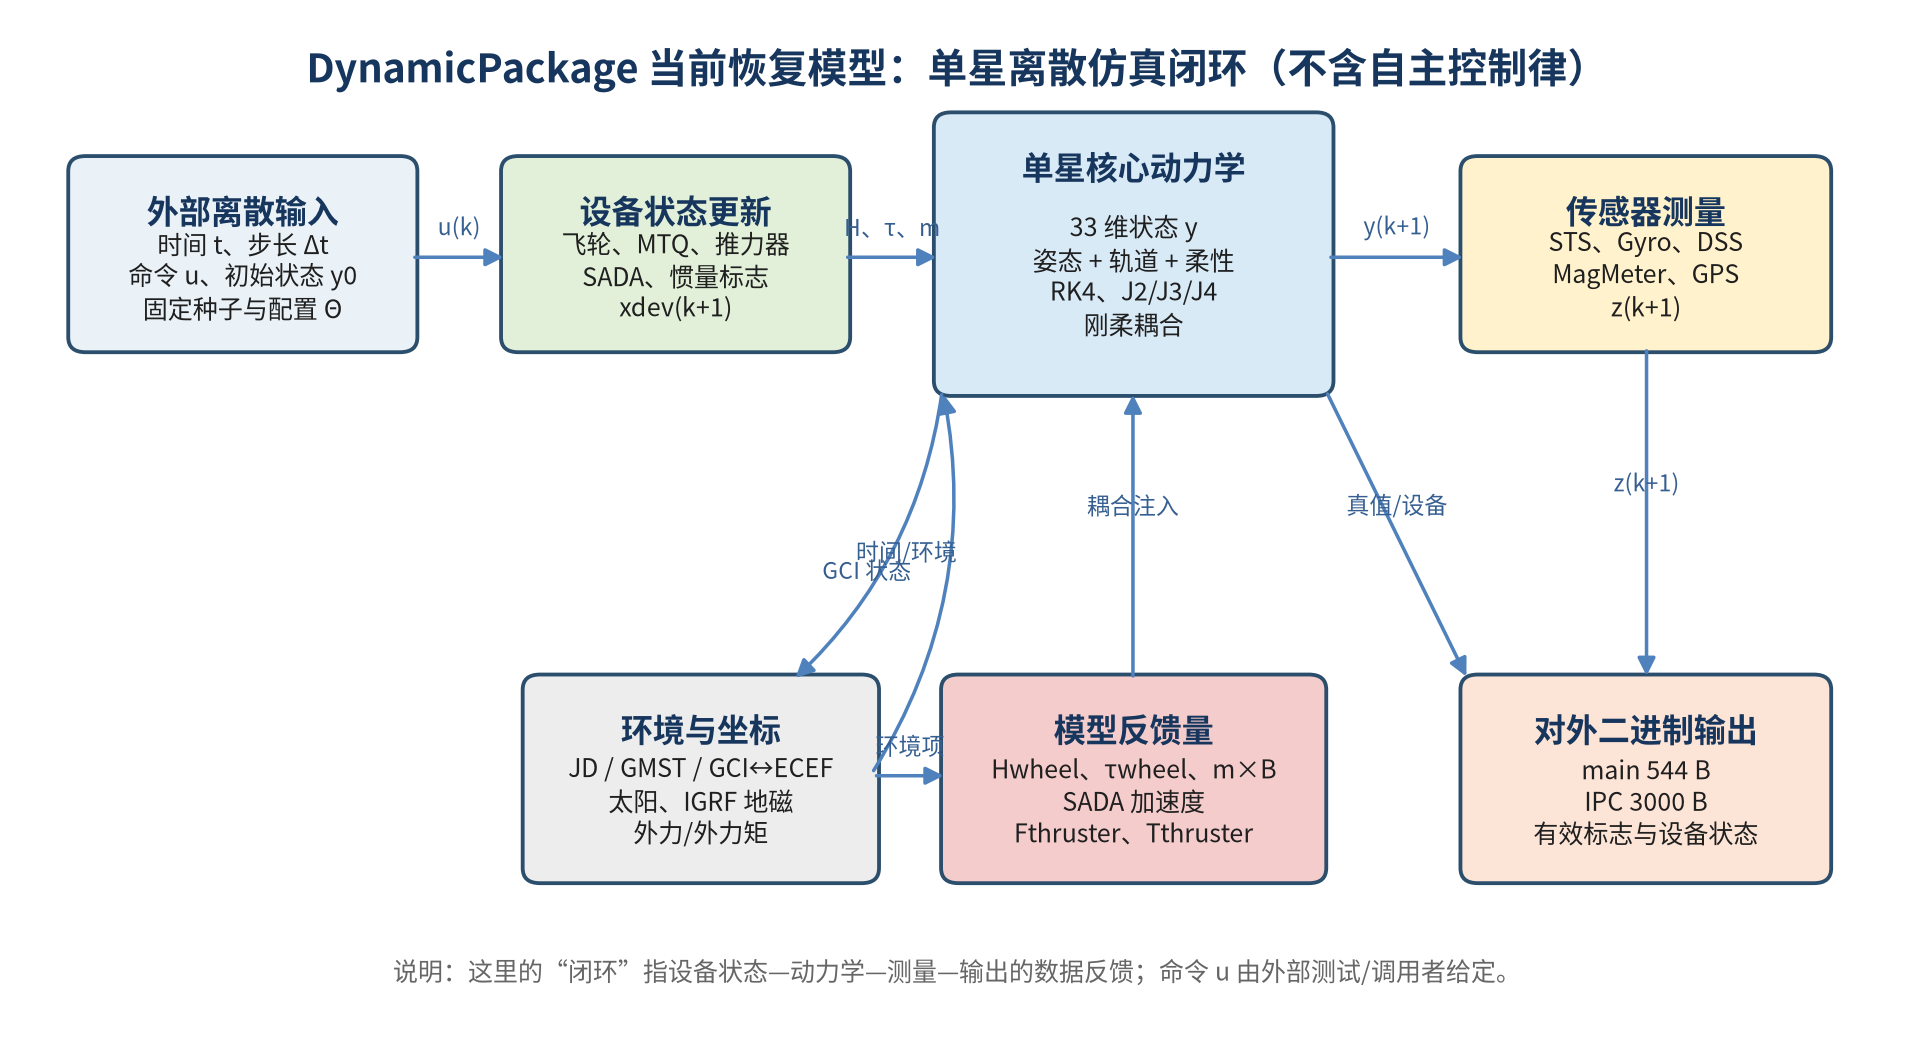 DynamicPackage 当前恢复模型：单星离散仿真闭环（不含自主控制律）
外部离散输入
时间 t、步长 Δt
命令 u、初始状态 y0
固定种子与配置 Θ
u(k)
设备状态更新
飞轮、MTQ、推力器
SADA、惯量标志
xdev(k+1)
H、τ、m
单星核心动力学
33 维状态 y
姿态 + 轨道 + 柔性
RK4、J2/J3/J4
刚柔耦合
y(k+1)
传感器测量
STS、Gyro、DSS
MagMeter、GPS
z(k+1)
z(k+1)
耦合注入
真值/设备
时间/环境
GCI 状态
环境与坐标
JD / GMST / GCI↔ECEF
太阳、IGRF 地磁
外力/外力矩
环境项
模型反馈量
Hwheel、τwheel、m×B
SADA 加速度
Fthruster、Tthruster
对外二进制输出
main 544 B
IPC 3000 B
有效标志与设备状态
说明：这里的“闭环”指设备状态—动力学—测量—输出的数据反馈；命令 u 由外部测试/调用者给定。